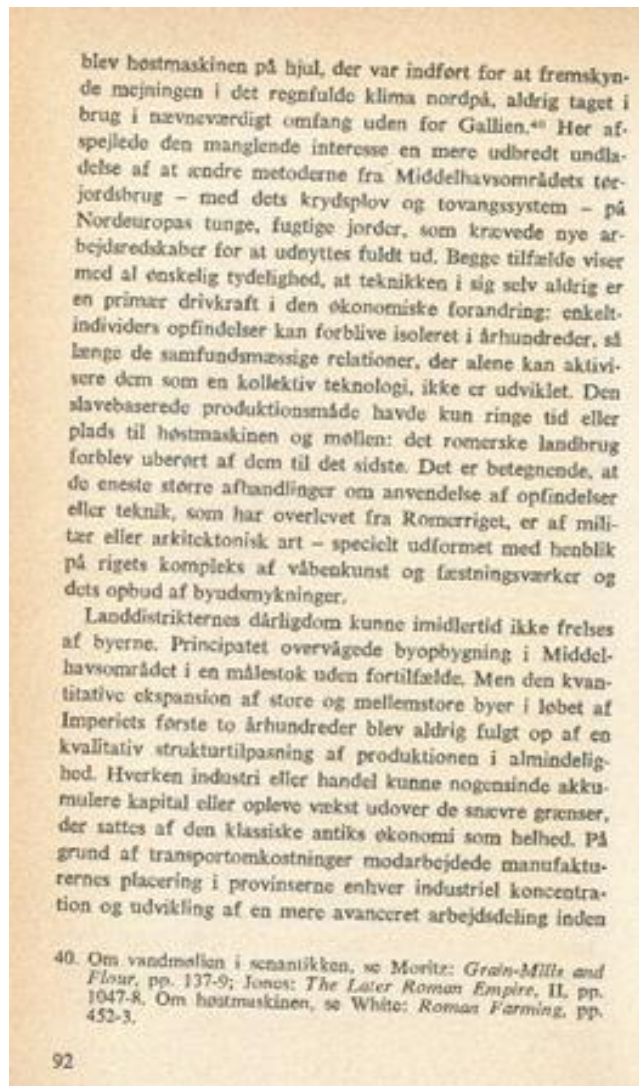 blev høstmaskinen på hjul, der var indført for at fremskyn-
de mejningen i det regnfulde klima nordpå, aldrig taget i
brug i nævneværdigt omfang uden for Gallien.⁴⁰ Her af-
spejlede den manglende interesse en mere udbredt undla-
delse af at ændre metoderne fra Middelhavsområdets tør-
jordsbrug – med dets krydsplov og tovangssystem – på
Nordeuropas tunge, fugtige jorder, som krævede nye ar-
bejdsredskaber for at udnyttes fuldt ud. Begge tilfælde viser
med al ønskelig tydelighed, at teknikken i sig selv aldrig er
en primær drivkraft i den økonomiske forandring: enkelt-
individers opfindelser kan forblive isoleret i århundreder, så
længe de samfundsmæssige relationer, der alene kan aktivi-
sere dem som en kollektiv teknologi, ikke er udviklet. Den
slavebaserede produktionsmåde havde kun ringe tid eller
plads til høstmaskinen og møllen: det romerske landbrug
forblev uberørt af dem til det sidste. Det er betegnende, at
de eneste større afhandlinger om anvendelse af opfindelser
eller teknik, som har overlevet fra Romerriget, er af mili-
tær eller arkitektonisk art – specielt udformet med henblik
på rigets kompleks af våbenkunst og fæstningsværker og
dets opbud af byudsmykninger.
Landdistrikternes dårligdom kunne imidlertid ikke frelses
af byerne. Principatet overvågede byopbygning i Middel-
havsområdet i en målestok uden fortilfælde. Men den kvan-
titative ekspansion af store og mellemstore byer i løbet af
Imperiets første to århundreder blev aldrig fulgt op af en
kvalitativ strukturtilpasning af produktionen i almindelig-
hed. Hverken industri eller handel kunne nogensinde akku-
mulere kapital eller opleve vækst udover de snævre grænser,
der sattes af den klassiske antiks økonomi som helhed. På
grund af transportomkostninger modarbejdede manufaktu-
rernes placering i provinserne enhver industriel koncentra-
tion og udvikling af en mere avanceret arbejdsdeling inden
40. Om vandmøllen i senantikken, se Moritz: Grain-Mills and
Flour, pp. 137-9; Jones: The Later Roman Empire, II, pp.
1047-8. Om høstmaskinen, se White: Roman Farming, pp.
452-3.
92